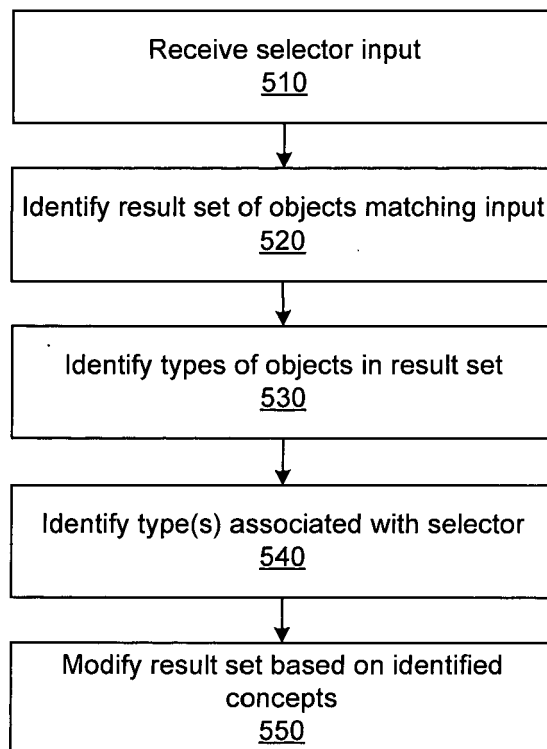 Receive selector input
510
Identify result set of objects matching input
520
Identify types of objects in result set
530
Identify type(s) associated with selector
540
Modify result set based on identified
concepts
550